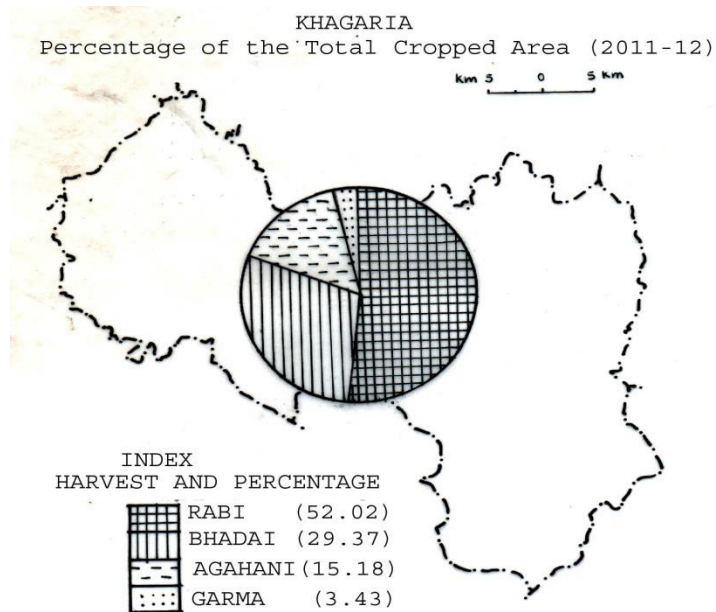 KHAGARIA
Percentage of the Total Cropped Area (2011-12)
km 5 0 5 km
INDEX
HARVEST AND PERCENTAGE
RABI (52.02)
BHADAI (29.37)
AGAHANI (15.18)
GARMA (3.43)